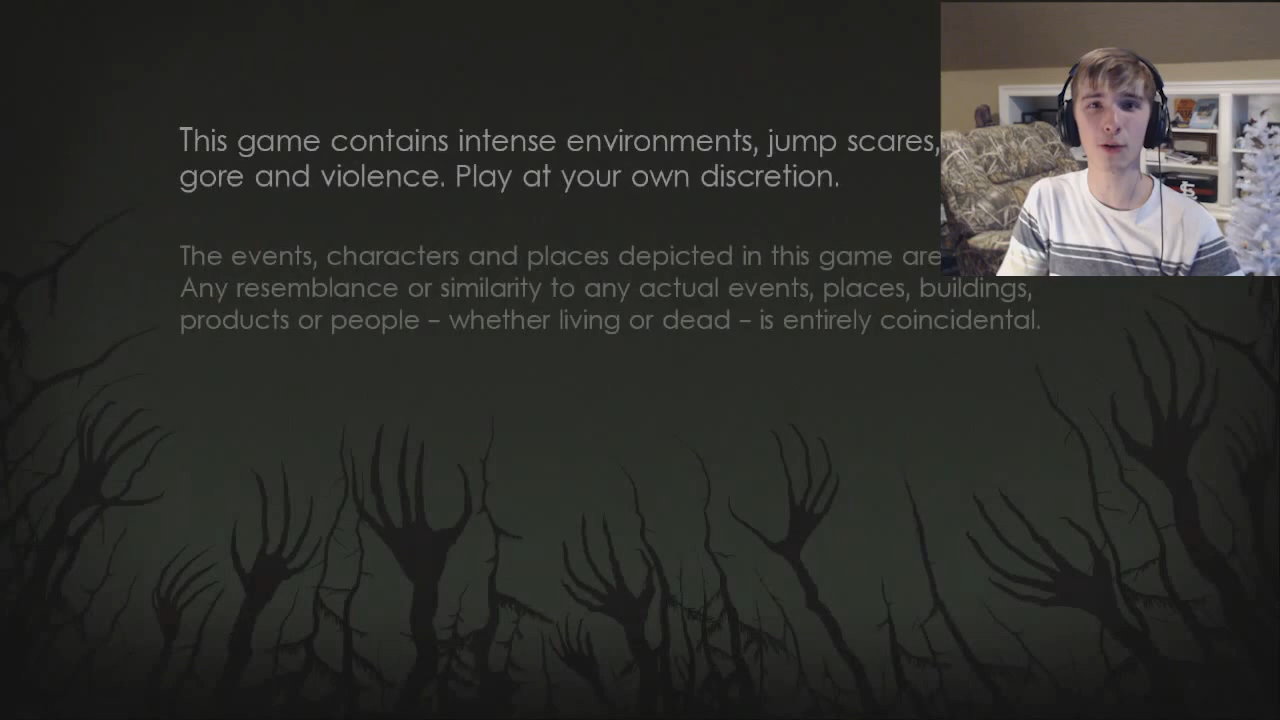 This game contains intense environments, jump scares,
gore and violence. Play at your own discretion.
The events, characters and places depicted in this game are
Any resemblance or similarity to any actual events, places, buildings,
products or people – whether living or dead – is entirely coincidental.